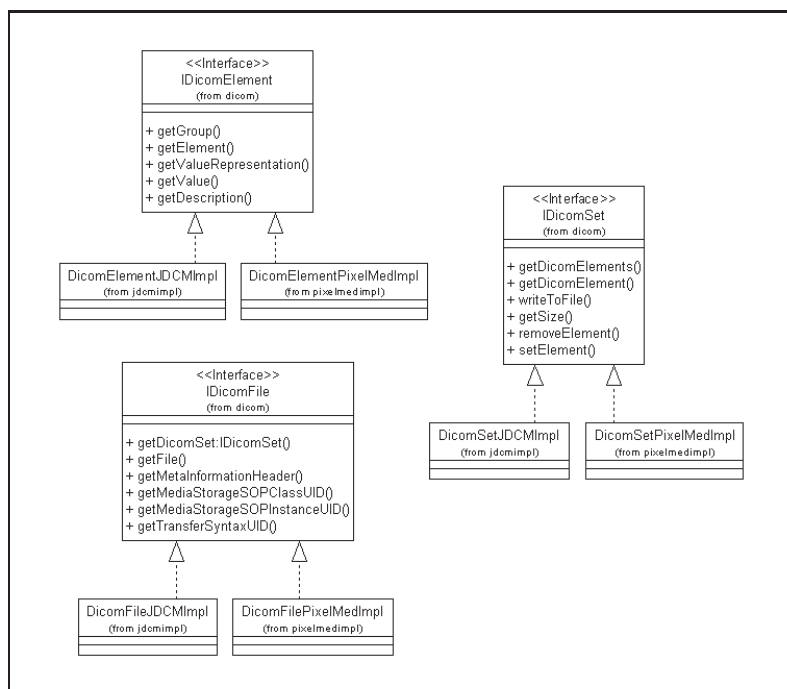 <<Interface>>
IDicomElement
(from dicom)
+ getGroup()
+ getElement()
+ getValueRepresentation()
+ getValue()
+ getDescription()
DicomElementJDCMImpl
(from jdcmimpl)
DicomElementPixelMedImpl
(from pixelmedimpl)
<<Interface>>
IDicomSet
(from dicom)
+ getDicomElements()
+ getDicomElement()
+ writeToFile()
+ getSize()
+ removeElement()
+ setElement()
DicomSetJDCMImpl
(from jdcmimpl)
DicomSetPixelMedImpl
(from pixelmedimpl)
<<Interface>>
IDicomFile
(from dicom)
+ getDicomSet:IDicomSet()
+ getFile()
+ getMetaInformationHeader()
+ getMediaStorageSOPClassUID()
+ getMediaStorageSOPInstanceUID()
+ getTransferSyntaxUID()
DicomFileJDCMImpl
(from jdcmimpl)
DicomFilePixelMedImpl
(from pixelmedimpl)